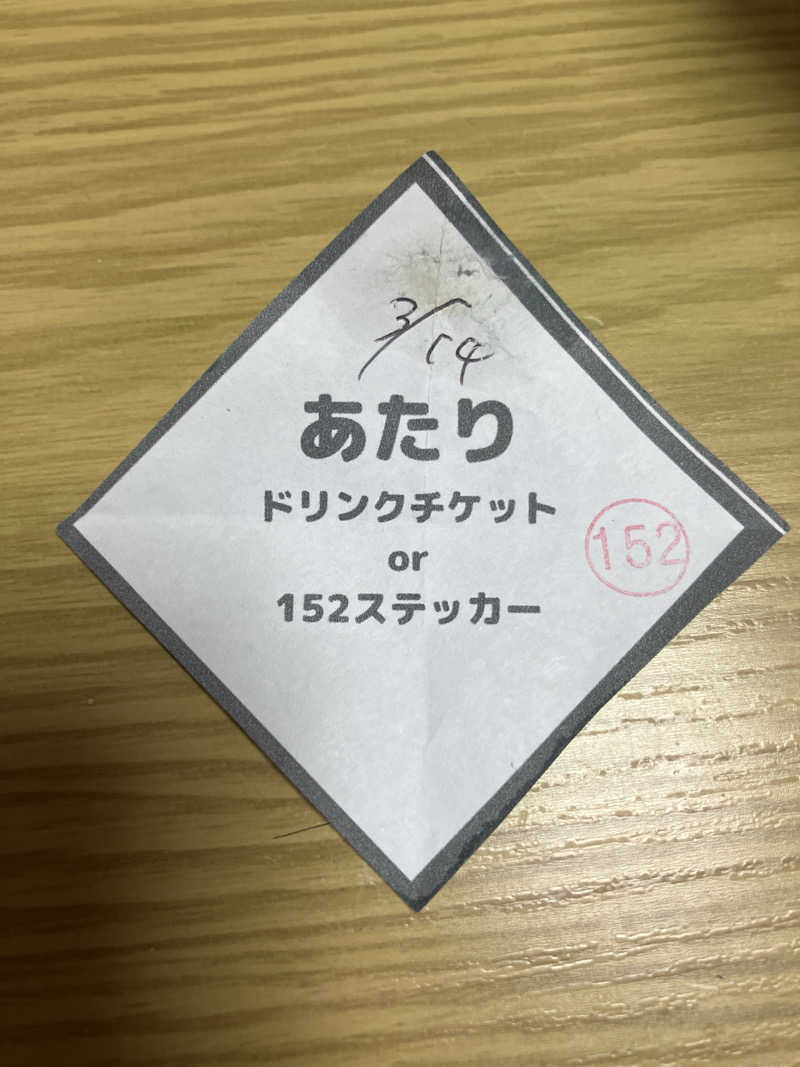 3/14
あたり
ドリンクチケット
or
152ステッカー
152